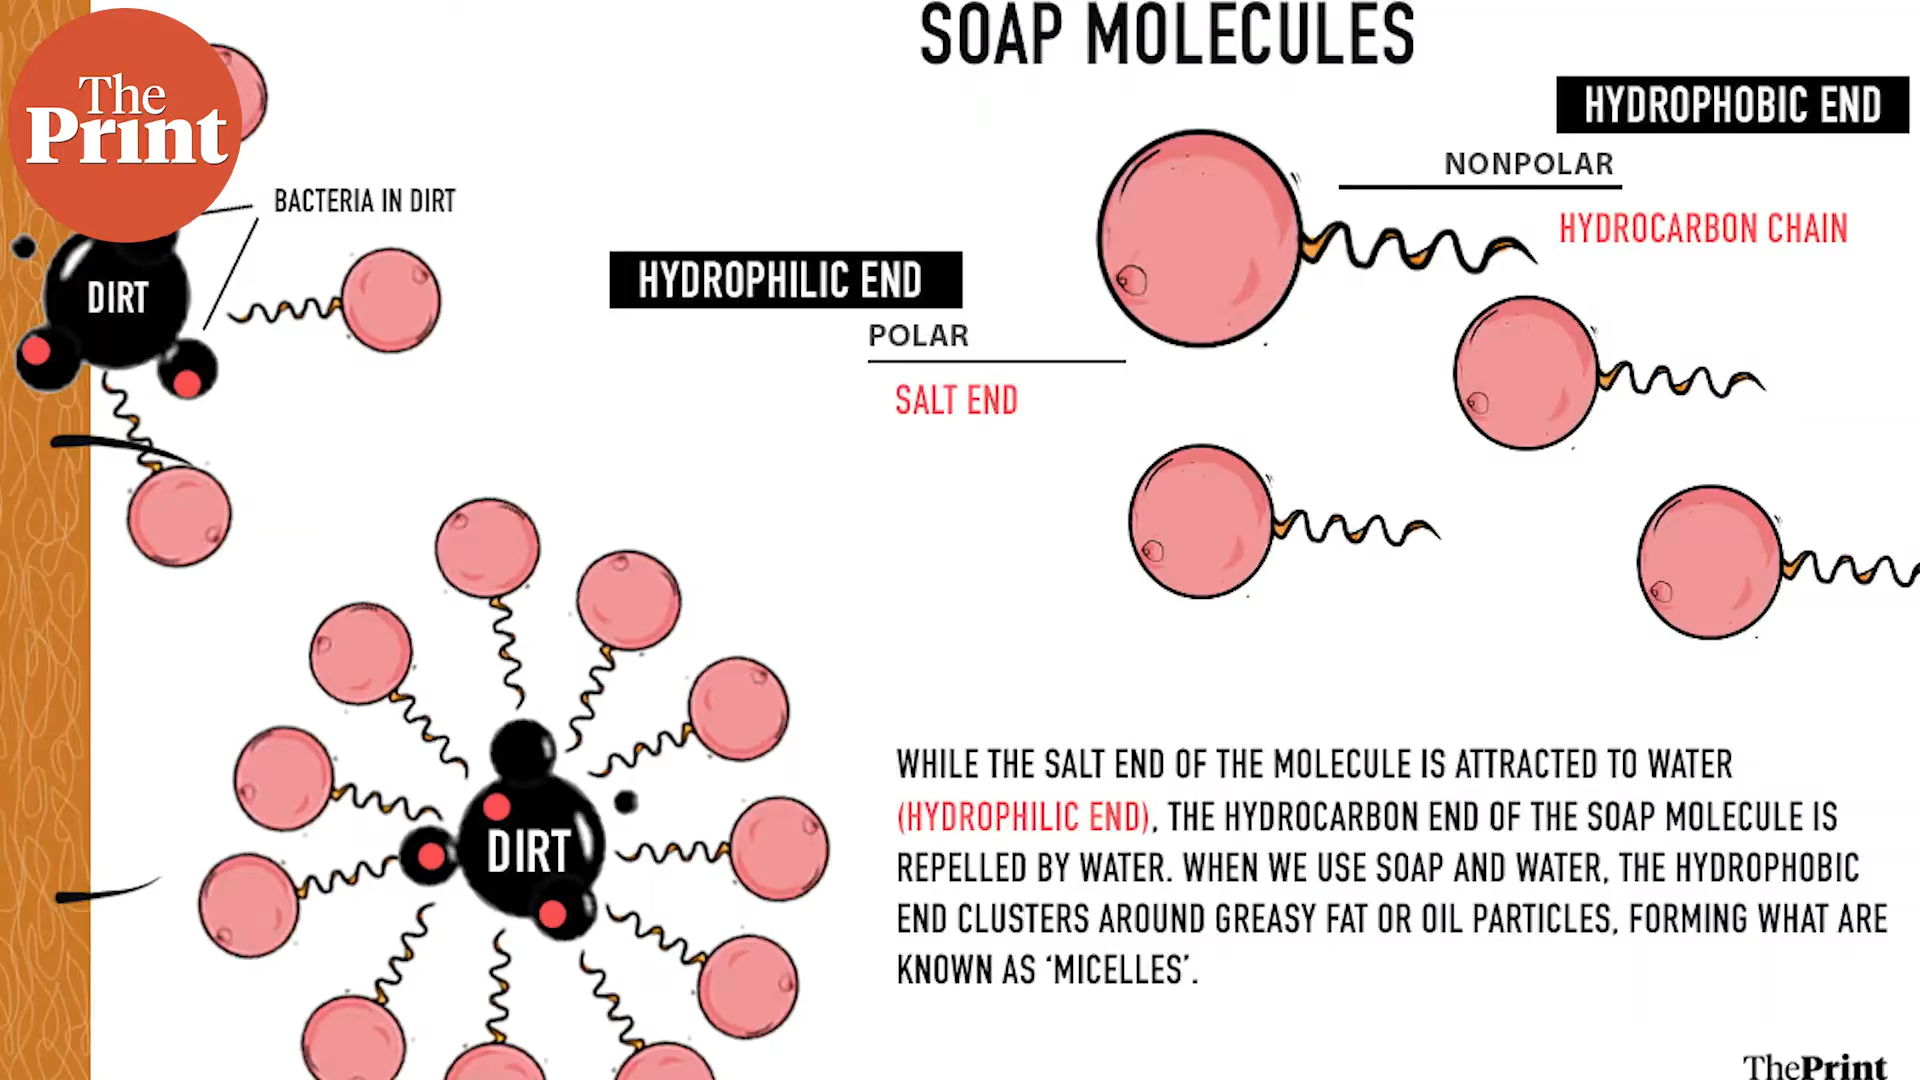 The
Print
SOAP MOLECULES
HYDROPHOBIC END
NONPOLAR
HYDROCARBON CHAIN
BACTERIA IN DIRT
DIRT
HYDROPHILIC END
POLAR
SALT END
DIRT
WHILE THE SALT END OF THE MOLECULE IS ATTRACTED TO WATER
(HYDROPHILIC END), THE HYDROCARBON END OF THE SOAP MOLECULE IS
REPELLED BY WATER. WHEN WE USE SOAP AND WATER, THE HYDROPHOBIC
END CLUSTERS AROUND GREASY FAT OR OIL PARTICLES, FORMING WHAT ARE
KNOWN AS ‘MICELLES’.
ThePrint